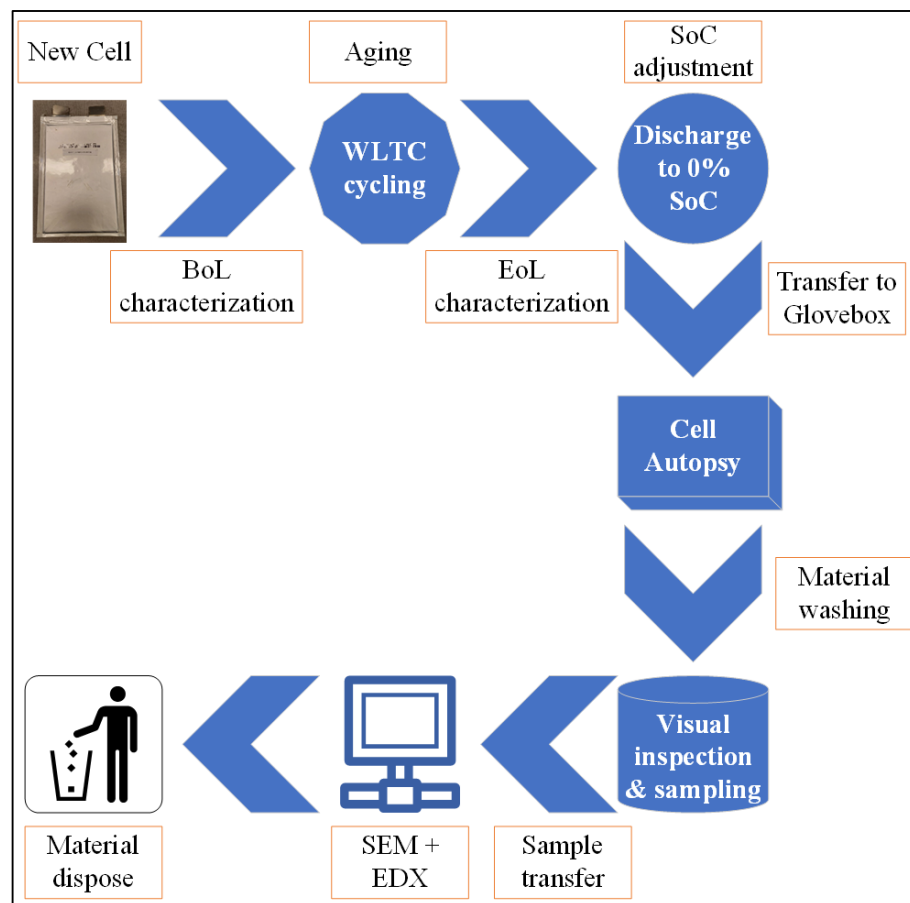 New Cell
Aging
SoC
adjustment
WLTC
cycling
Discharge
to 0%
SoC
BoL
characterization
EoL
characterization
Transfer to
Glovebox
Cell
Autopsy
Material
washing
Visual
inspection
& sampling
Material
dispose
SEM +
EDX
Sample
transfer